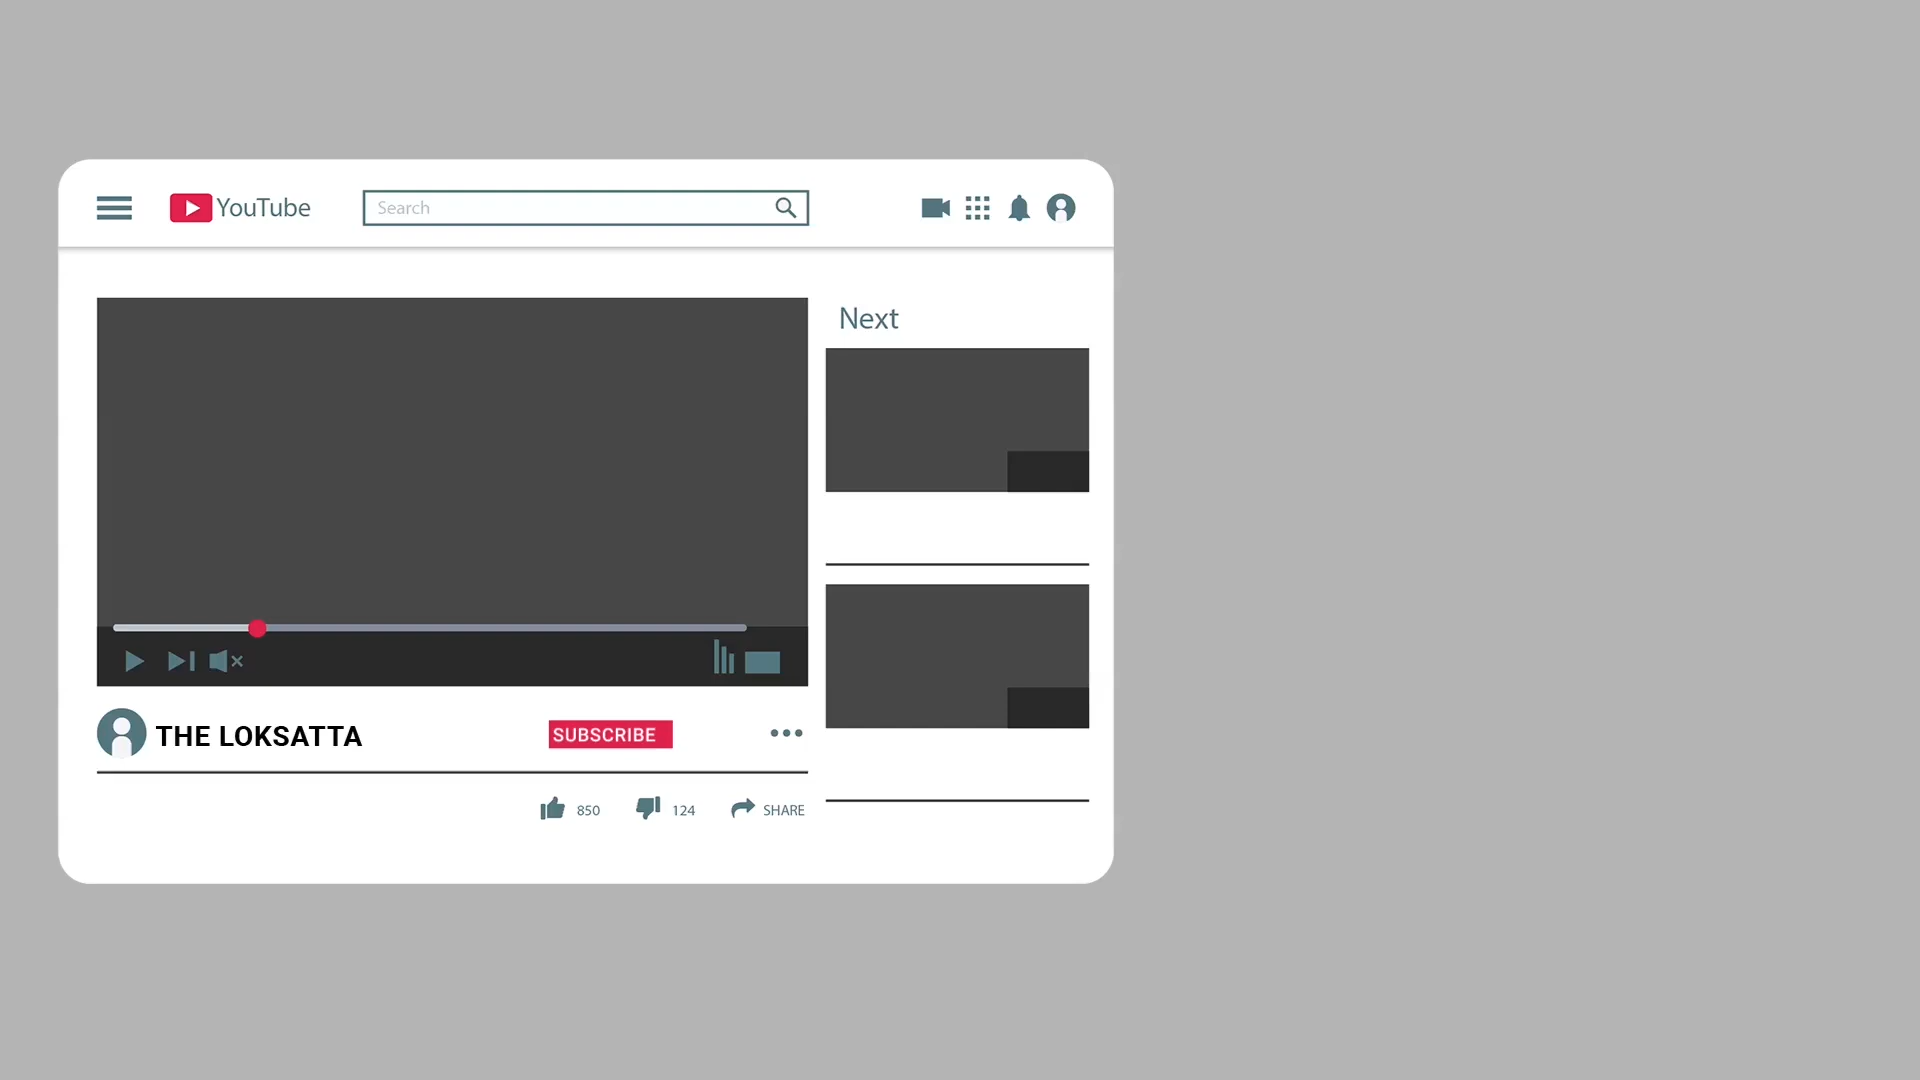 YouTube
Search
Next
THE LOKSATTA
SUBSCRIBE
850
124
SHARE